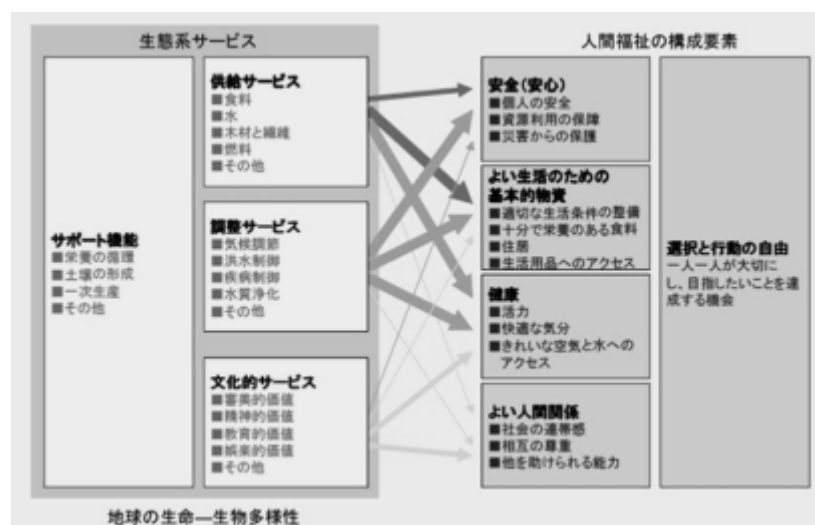 生態系サービス
人間福祉の構成要素
サポート機能
■栄養の循環
■土壌の形成
■一次生産
■その他
供給サービス
■食料
■水
■木材と繊維
■燃料
■その他
調整サービス
■気候調節
■洪水制御
■疾病制御
■水質浄化
■その他
文化的サービス
■審美的価値
■精神的価値
■教育的価値
■娯楽的価値
■その他
安全(安心)
■個人の安全
■資源利用の保障
■災害からの保護
よい生活のための
基本的物資
■適切な生活条件の整備
■十分で栄養のある食料
■住居
■生活用品へのアクセス
健康
■活力
■快適な気分
■きれいな空気と水への
アクセス
よい人間関係
■社会の連帯感
■相互の尊重
■他を助けられる能力
選択と行動の自由
一人一人が大切に
し、目指したいことを達
成する機会
地球の生命―生物多様性